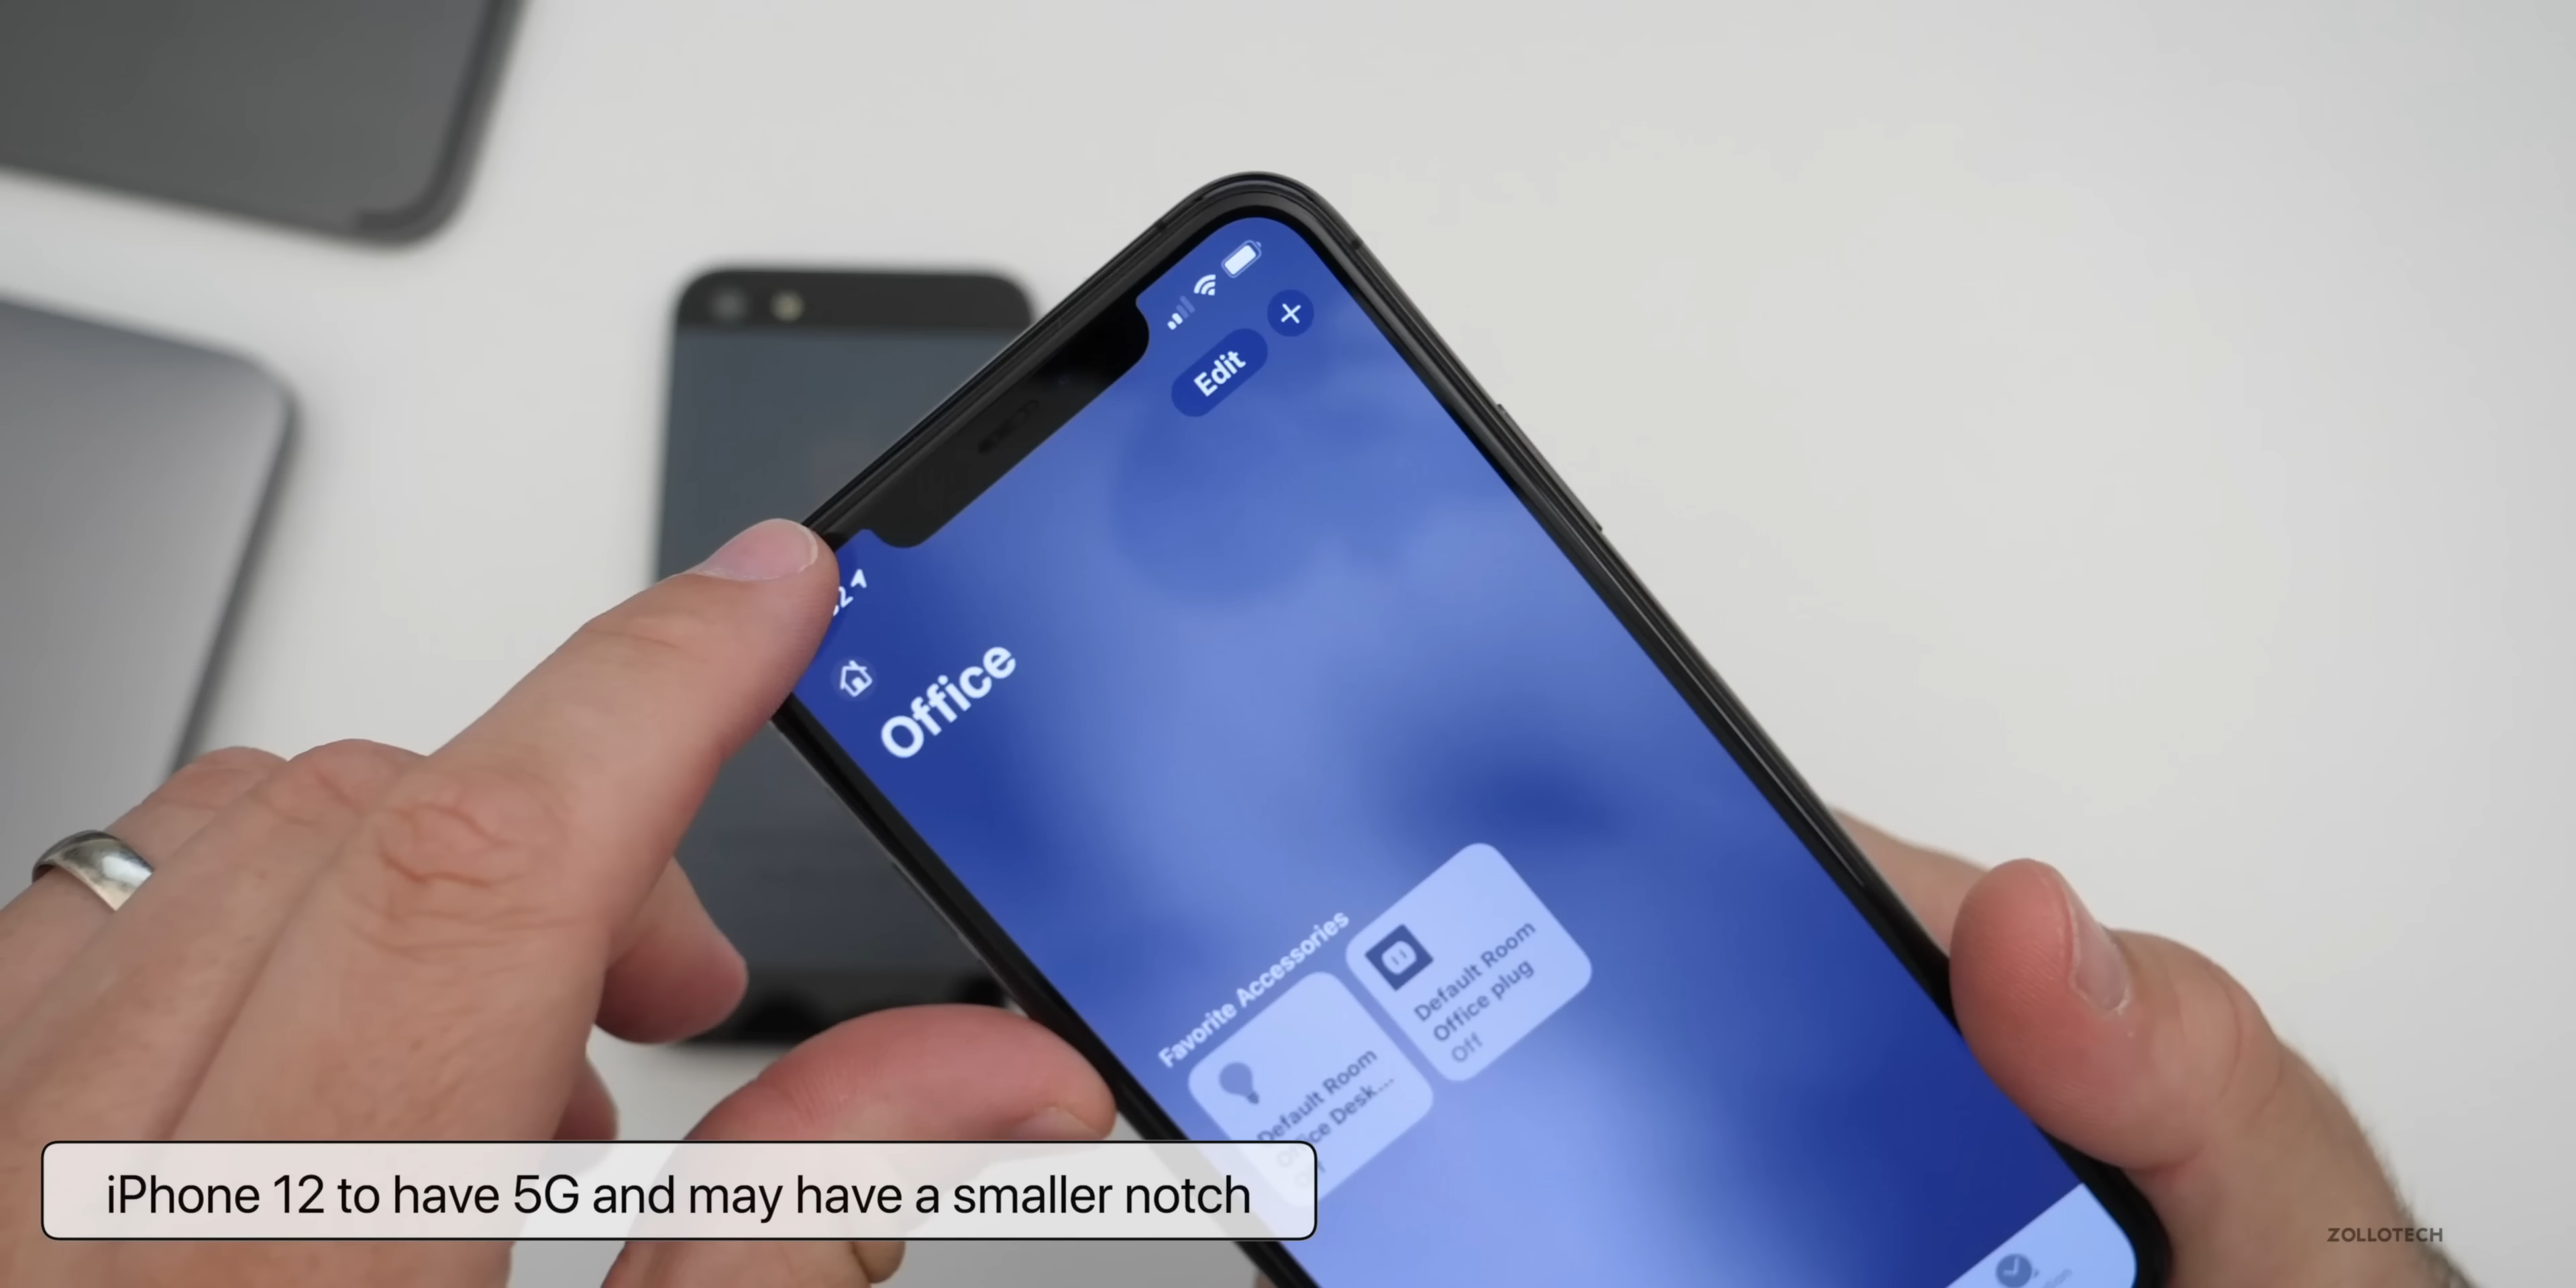 Edit
Office
Favorite Accessories
Default Room
Office plug
Off
Default Room
Desk...
iPhone 12 to have 5G and may have a smaller notch
ZOLLOTECH